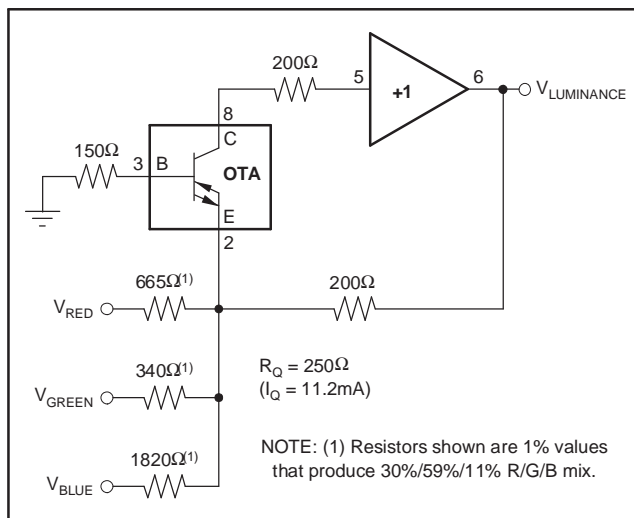 200Ω
5
+1
6
V_LUMINANCE
8
C
150Ω
3
B
OTA
E
2
665Ω(1)
200Ω
V_RED
R_Q = 250Ω
(I_Q = 11.2mA)
340Ω(1)
V_GREEN
1820Ω(1)
V_BLUE
NOTE: (1) Resistors shown are 1% values
that produce 30%/59%/11% R/G/B mix.